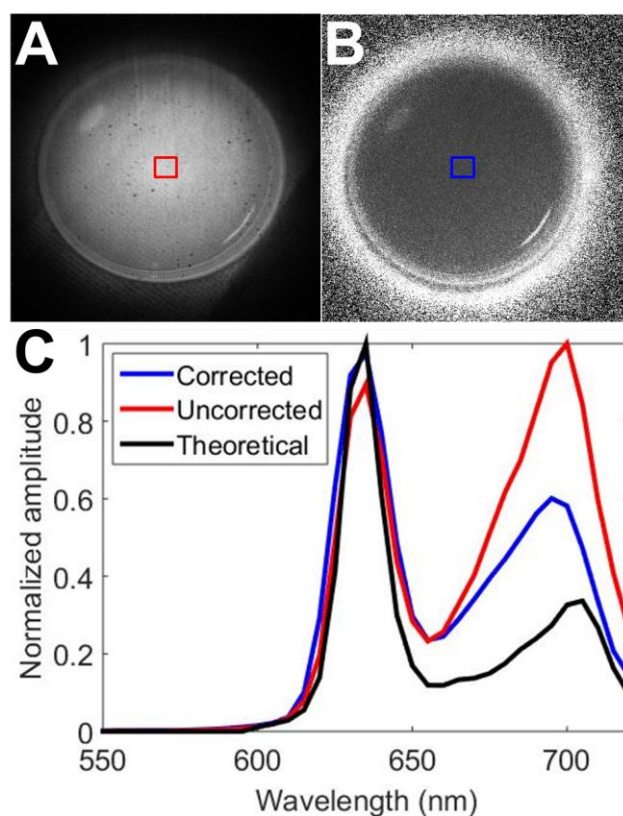 A
B
C
Corrected
Uncorrected
Theoretical
Normalized amplitude
1
0.8
0.6
0.4
0.2
0
550
600
650
700
Wavelength (nm)